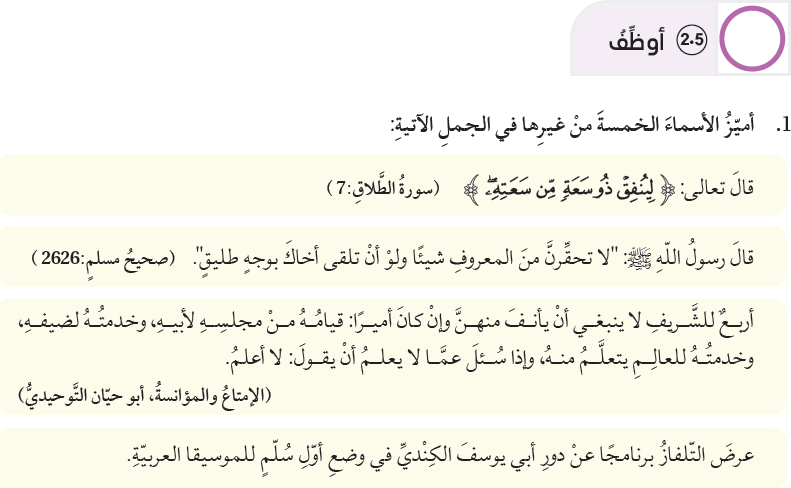 2.5 أوظِّفُ
1. أميّزُ الأسماءَ الخمسةَ منْ غيرِها في الجملِ الآتيةِ:
قالَ تعالى: ﴿ لِيُنفِقۡ ذُو سَعَةٖ مِّن سَعَتِهِۦۖ ﴾ (سورةُ الطَّلاقِ:7 )
قالَ رسولُ اللّهِ ﷺ: "لا تحقِّرنَّ منَ المعروفِ شيئًا ولوْ أنْ تلقى أخاكَ بوجهٍ طليقٍ". (صحيحُ مسلمٍ:2626 )
أربعٌ للشَّريفِ لا ينبغي أنْ يأنفَ منهنَّ وإنْ كانَ أميرًا: قيامُهُ منْ مجلسِهِ لأبيهِ، وخدمتُهُ لضيفِهِ،
وخدمتُهُ للعالِمِ يتعلَّمُ منهُ، وإذا سُئلَ عمَّا لا يعلمُ أنْ يقولَ: لا أعلمُ.
(الإمتاعُ والمؤانسةُ، أبو حيّان التَّوحيديُّ)
عرضَ التّلفازُ برنامجًا عنْ دورِ أبي يوسفَ الكِنْديِّ في وضعِ أوّلِ سُلّمٍ للموسيقا العربيّةِ.